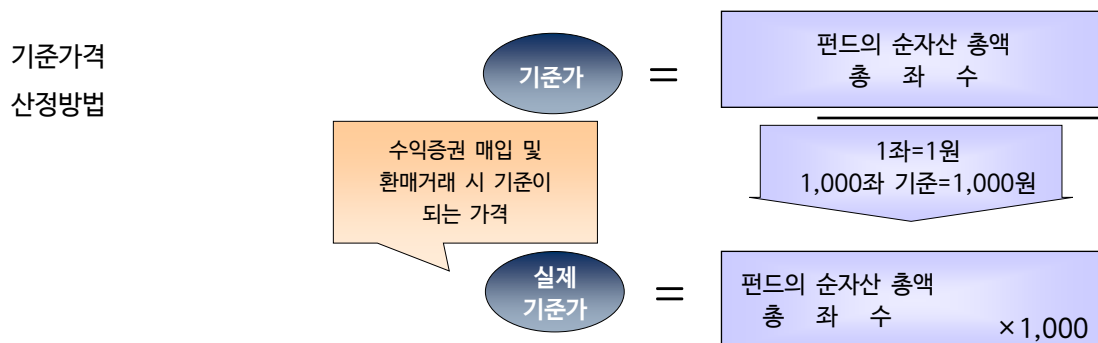 기준가격
산정방법
기준가
=
펀드의 순자산 총액
총 좌 수
수익증권 매입 및
환매거래 시 기준이
되는 가격
1좌=1원
1,000좌 기준=1,000원
실제
기준가
=
펀드의 순자산 총액
총 좌 수
×1,000